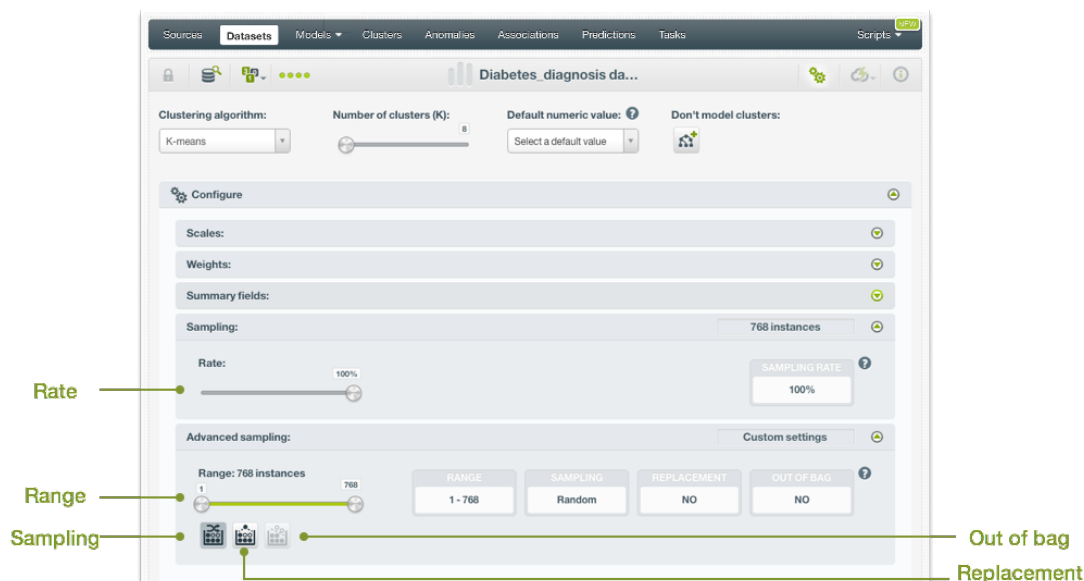 NEW
Sources Datasets Models Clusters Anomalies Associations Predictions Tasks Scripts
Diabetes_diagnosis da...
Clustering algorithm: Number of clusters (K): Default numeric value: ? Don't model clusters:
K-means 8 Select a default value
Configure
Scales:
Weights:
Summary fields:
Sampling: 768 instances
Rate:
100%
SAMPLING RATE ?
100%
Rate
Advanced sampling: Custom settings
Range: 768 instances
1 768
RANGE SAMPLING REPLACEMENT OUT OF BAG ?
1 - 768 Random NO NO
Range
Sampling
Out of bag
Replacement